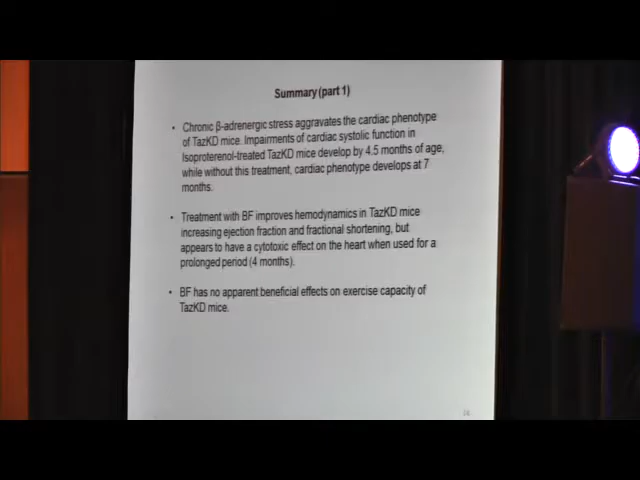 Summary (part 1)
• Chronic β-adrenergic stress aggravates the cardiac phenotype
of TazKD mice. Impairments of cardiac systolic function in
Isoproterenol-treated TazKD mice develop by 4.5 months of age,
while without this treatment, cardiac phenotype develops at 7
months.
• Treatment with BF improves hemodynamics in TazKD mice
increasing ejection fraction and fractional shortening, but
appears to have a cytotoxic effect on the heart when used for a
prolonged period (4 months).
• BF has no apparent beneficial effects on exercise capacity of
TazKD mice.